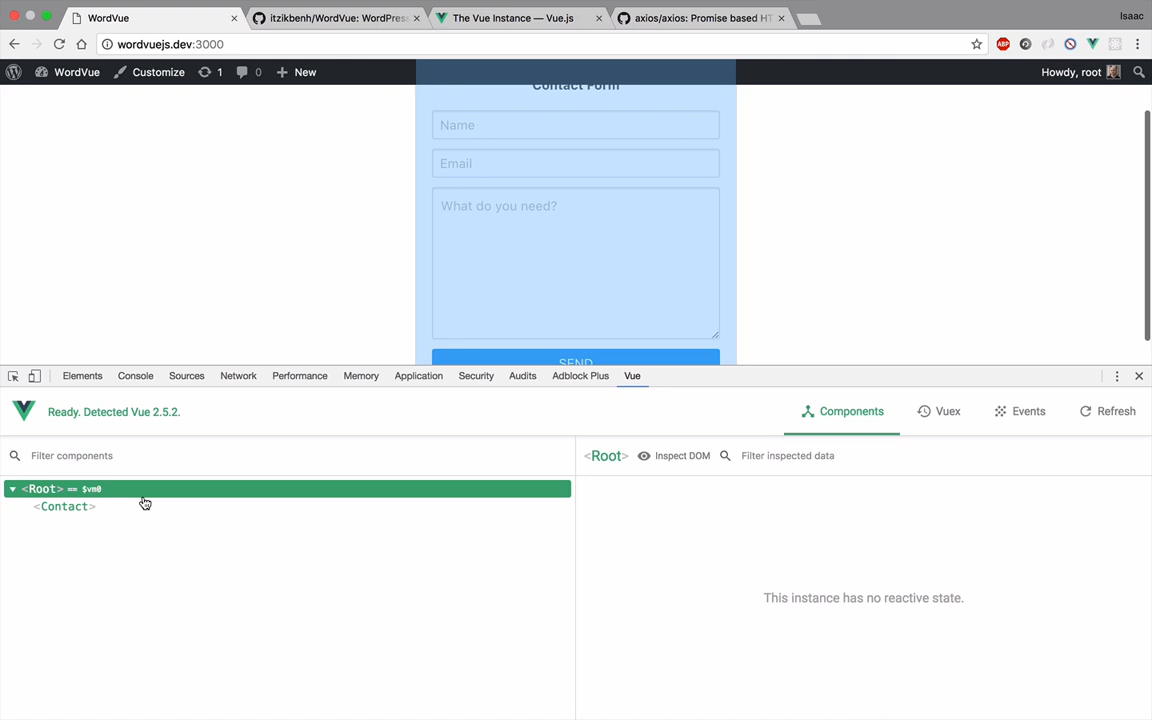 WordVue
itzikbenh/WordVue: WordPress
The Vue Instance — Vue.js
axios/axios: Promise based HT
Isaac
wordvuejs.dev:3000
ABP
WordVue
Customize
1
0
New
Howdy, root
Contact Form
Name
Email
What do you need?
SEND
Elements
Console
Sources
Network
Performance
Memory
Application
Security
Audits
Adblock Plus
Vue
Ready. Detected Vue 2.5.2.
Components
Vuex
Events
Refresh
Filter components
<Root>
Inspect DOM
Filter inspected data
<Root> == $vm0
<Contact>
This instance has no reactive state.